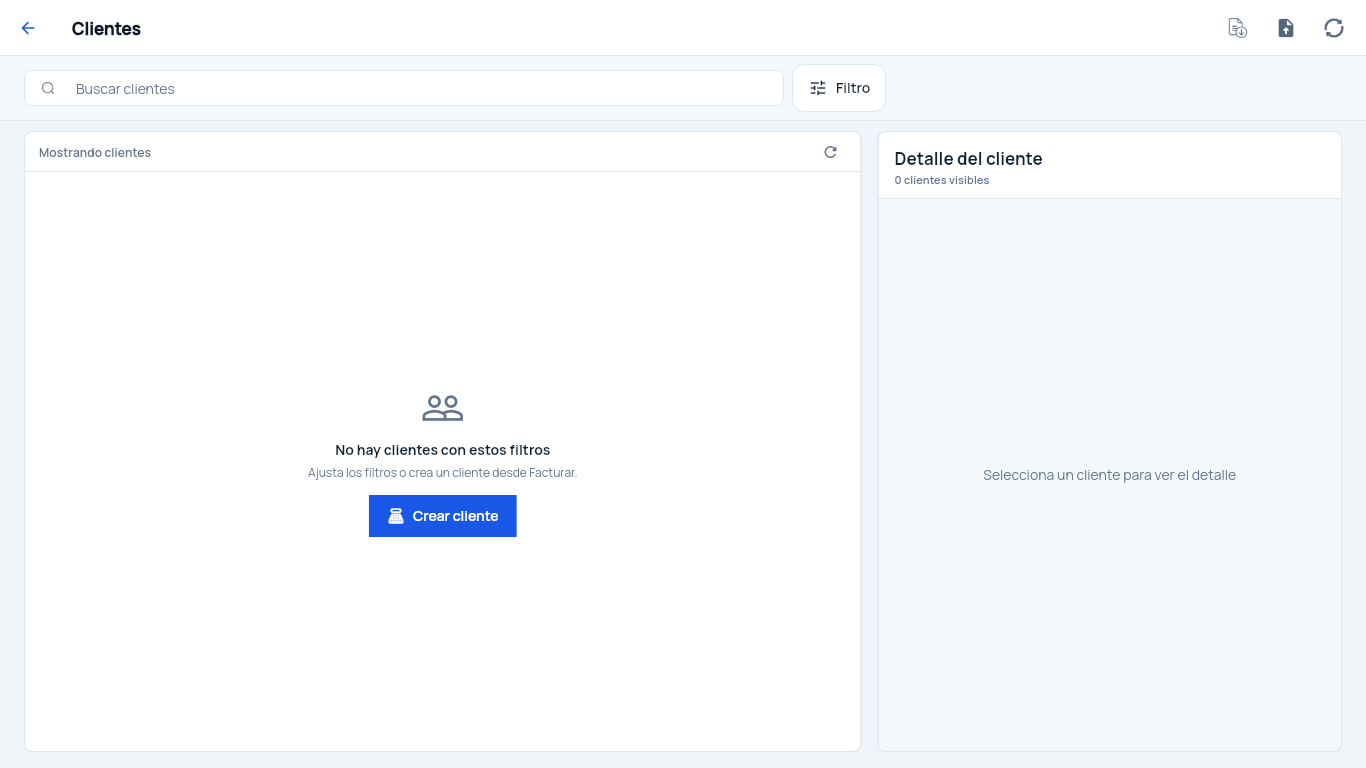 Clientes
Buscar clientes
Filtro
Mostrando clientes
No hay clientes con estos filtros
Ajusta los filtros o crea un cliente desde Facturar.
Crear cliente
Detalle del cliente
0 clientes visibles
Selecciona un cliente para ver el detalle